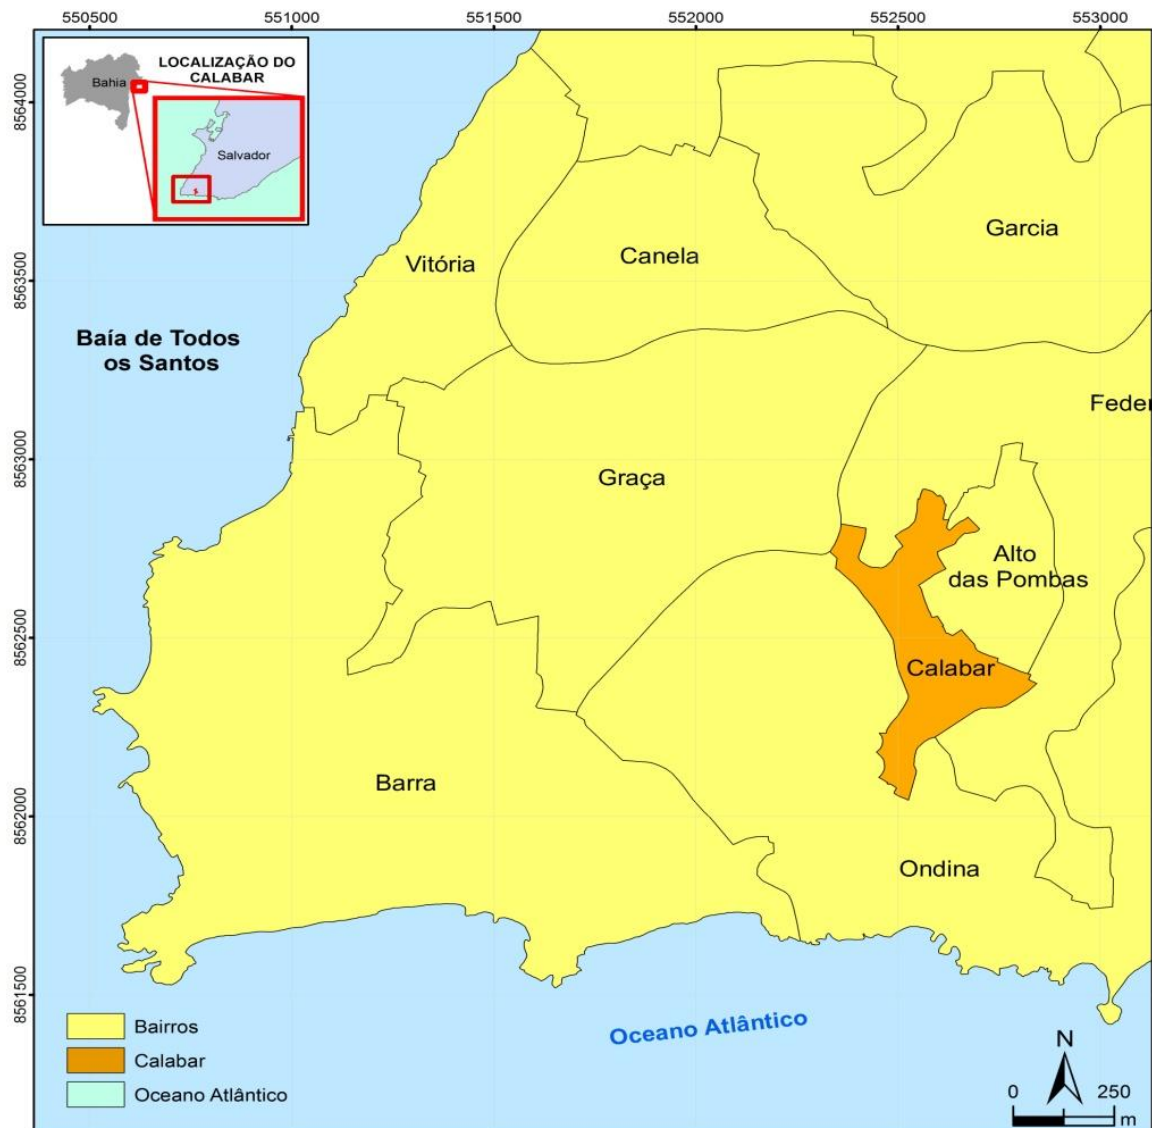 550500 551000 551500 552000 552500 553000
8564000
8563500
8563000
8562500
8562000
8561500
LOCALIZAÇÃO DO
CALABAR
Bahia
Salvador
Vitória
Canela
Garcia
Baía de Todos
os Santos
Feder
Graça
Alto
das Pombas
Calabar
Barra
Ondina
Oceano Atlântico
Bairros
Calabar
Oceano Atlântico
N
0 250
m